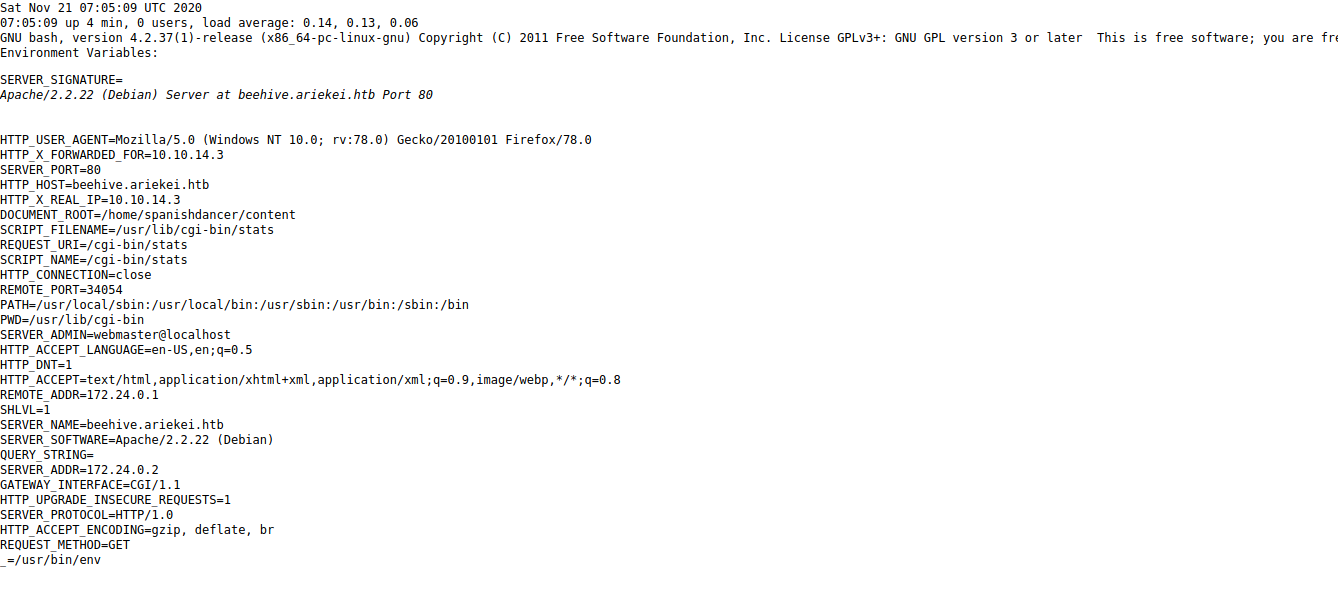 Sat Nov 21 07:05:09 UTC 2020
07:05:09 up 4 min, 0 users, load average: 0.14, 0.13, 0.06
GNU bash, version 4.2.37(1)-release (x86_64-pc-linux-gnu) Copyright (C) 2011 Free Software Foundation, Inc. License GPLv3+: GNU GPL version 3 or later  This is free software; you are fre
Environment Variables:
SERVER_SIGNATURE=
Apache/2.2.22 (Debian) Server at beehive.ariekei.htb Port 80
HTTP_USER_AGENT=Mozilla/5.0 (Windows NT 10.0; rv:78.0) Gecko/20100101 Firefox/78.0
HTTP_X_FORWARDED_FOR=10.10.14.3
SERVER_PORT=80
HTTP_HOST=beehive.ariekei.htb
HTTP_X_REAL_IP=10.10.14.3
DOCUMENT_ROOT=/home/spanishdancer/content
SCRIPT_FILENAME=/usr/lib/cgi-bin/stats
REQUEST_URI=/cgi-bin/stats
SCRIPT_NAME=/cgi-bin/stats
HTTP_CONNECTION=close
REMOTE_PORT=34054
PATH=/usr/local/sbin:/usr/local/bin:/usr/sbin:/usr/bin:/sbin:/bin
PWD=/usr/lib/cgi-bin
SERVER_ADMIN=webmaster@localhost
HTTP_ACCEPT_LANGUAGE=en-US,en;q=0.5
HTTP_DNT=1
HTTP_ACCEPT=text/html,application/xhtml+xml,application/xml;q=0.9,image/webp,*/*;q=0.8
REMOTE_ADDR=172.24.0.1
SHLVL=1
SERVER_NAME=beehive.ariekei.htb
SERVER_SOFTWARE=Apache/2.2.22 (Debian)
QUERY_STRING=
SERVER_ADDR=172.24.0.2
GATEWAY_INTERFACE=CGI/1.1
HTTP_UPGRADE_INSECURE_REQUESTS=1
SERVER_PROTOCOL=HTTP/1.0
HTTP_ACCEPT_ENCODING=gzip, deflate, br
REQUEST_METHOD=GET
_=/usr/bin/env